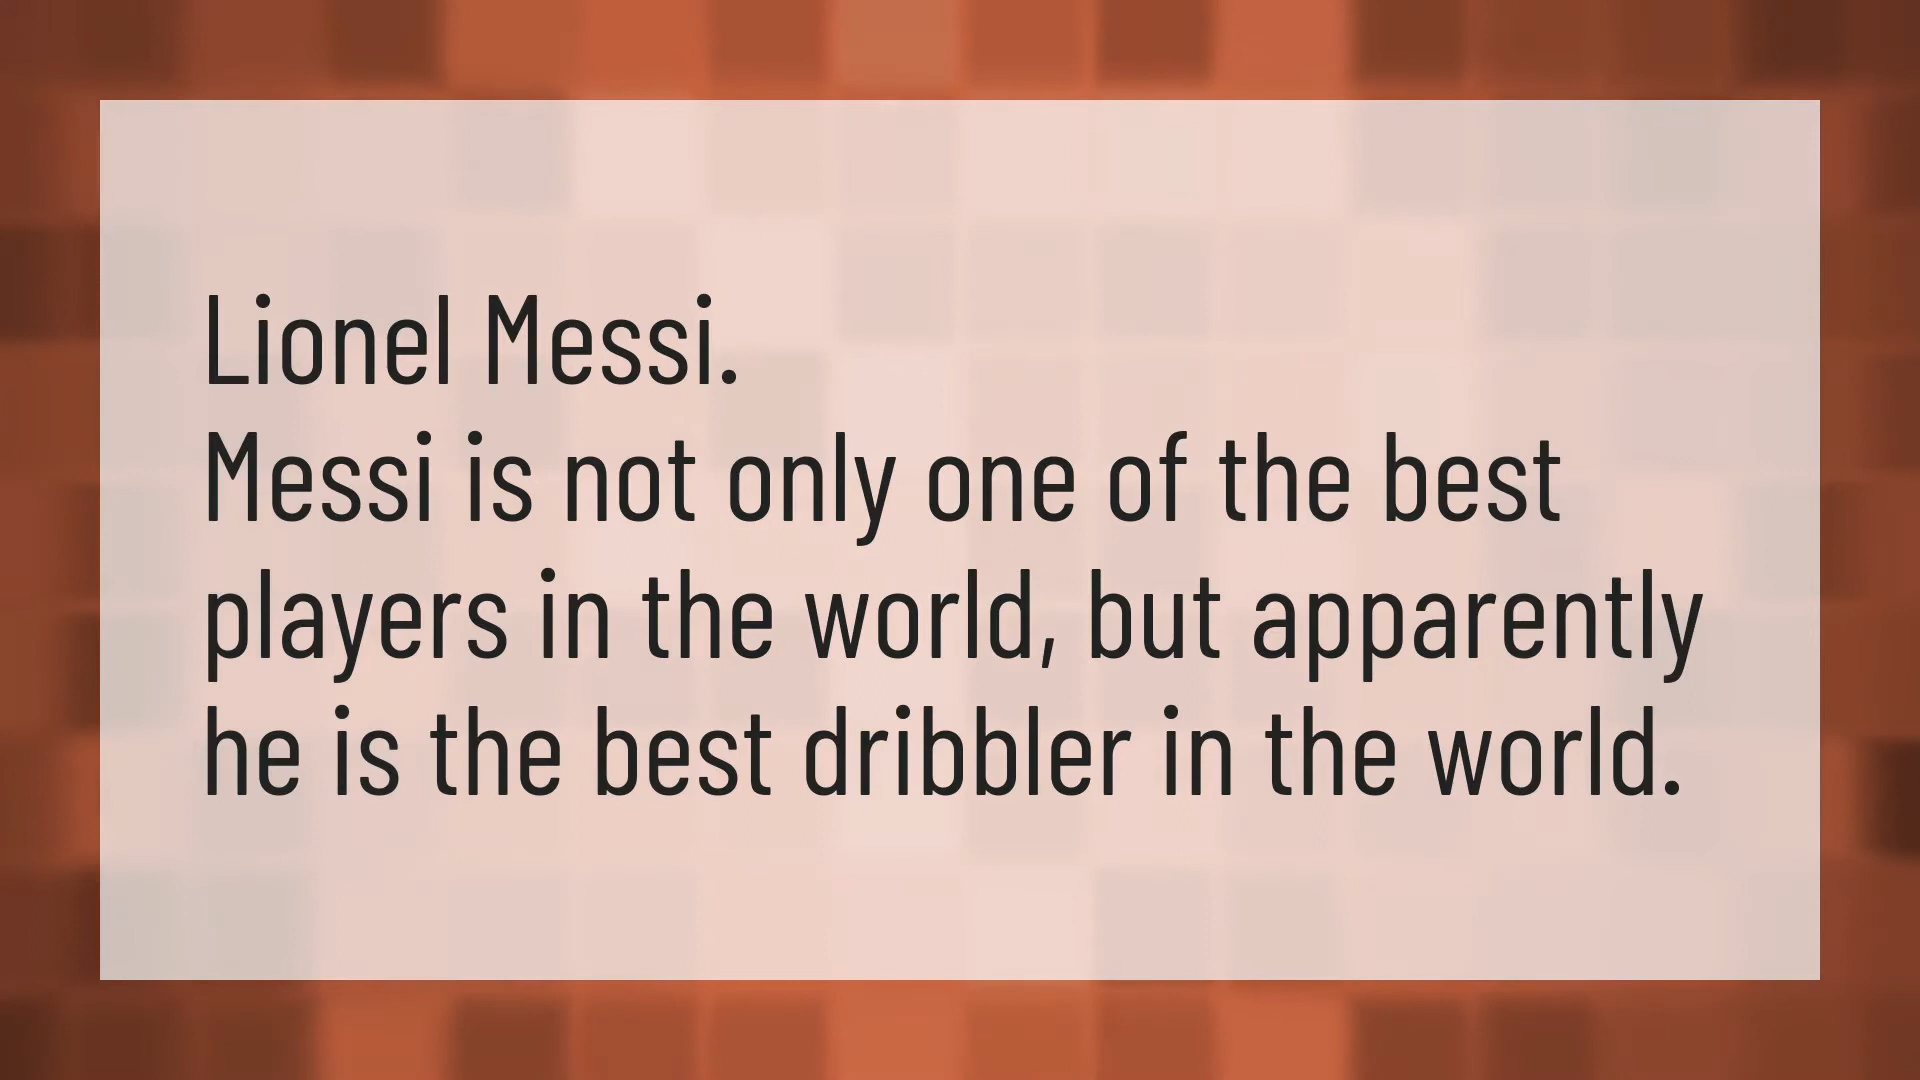 Lionel Messi.
Messi is not only one of the best
players in the world, but apparently
he is the best dribbler in the world.